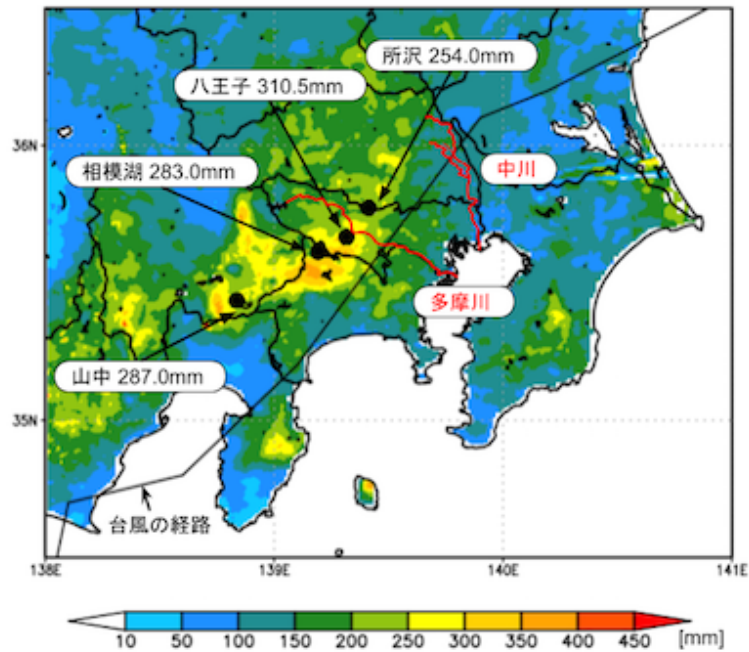 所沢 254.0mm
八王子 310.5mm
36N
相模湖 283.0mm
中川
多摩川
山中 287.0mm
35N
台風の経路
138E 139E 140E 141E
10 50 100 150 200 250 300 350 400 450 [mm]